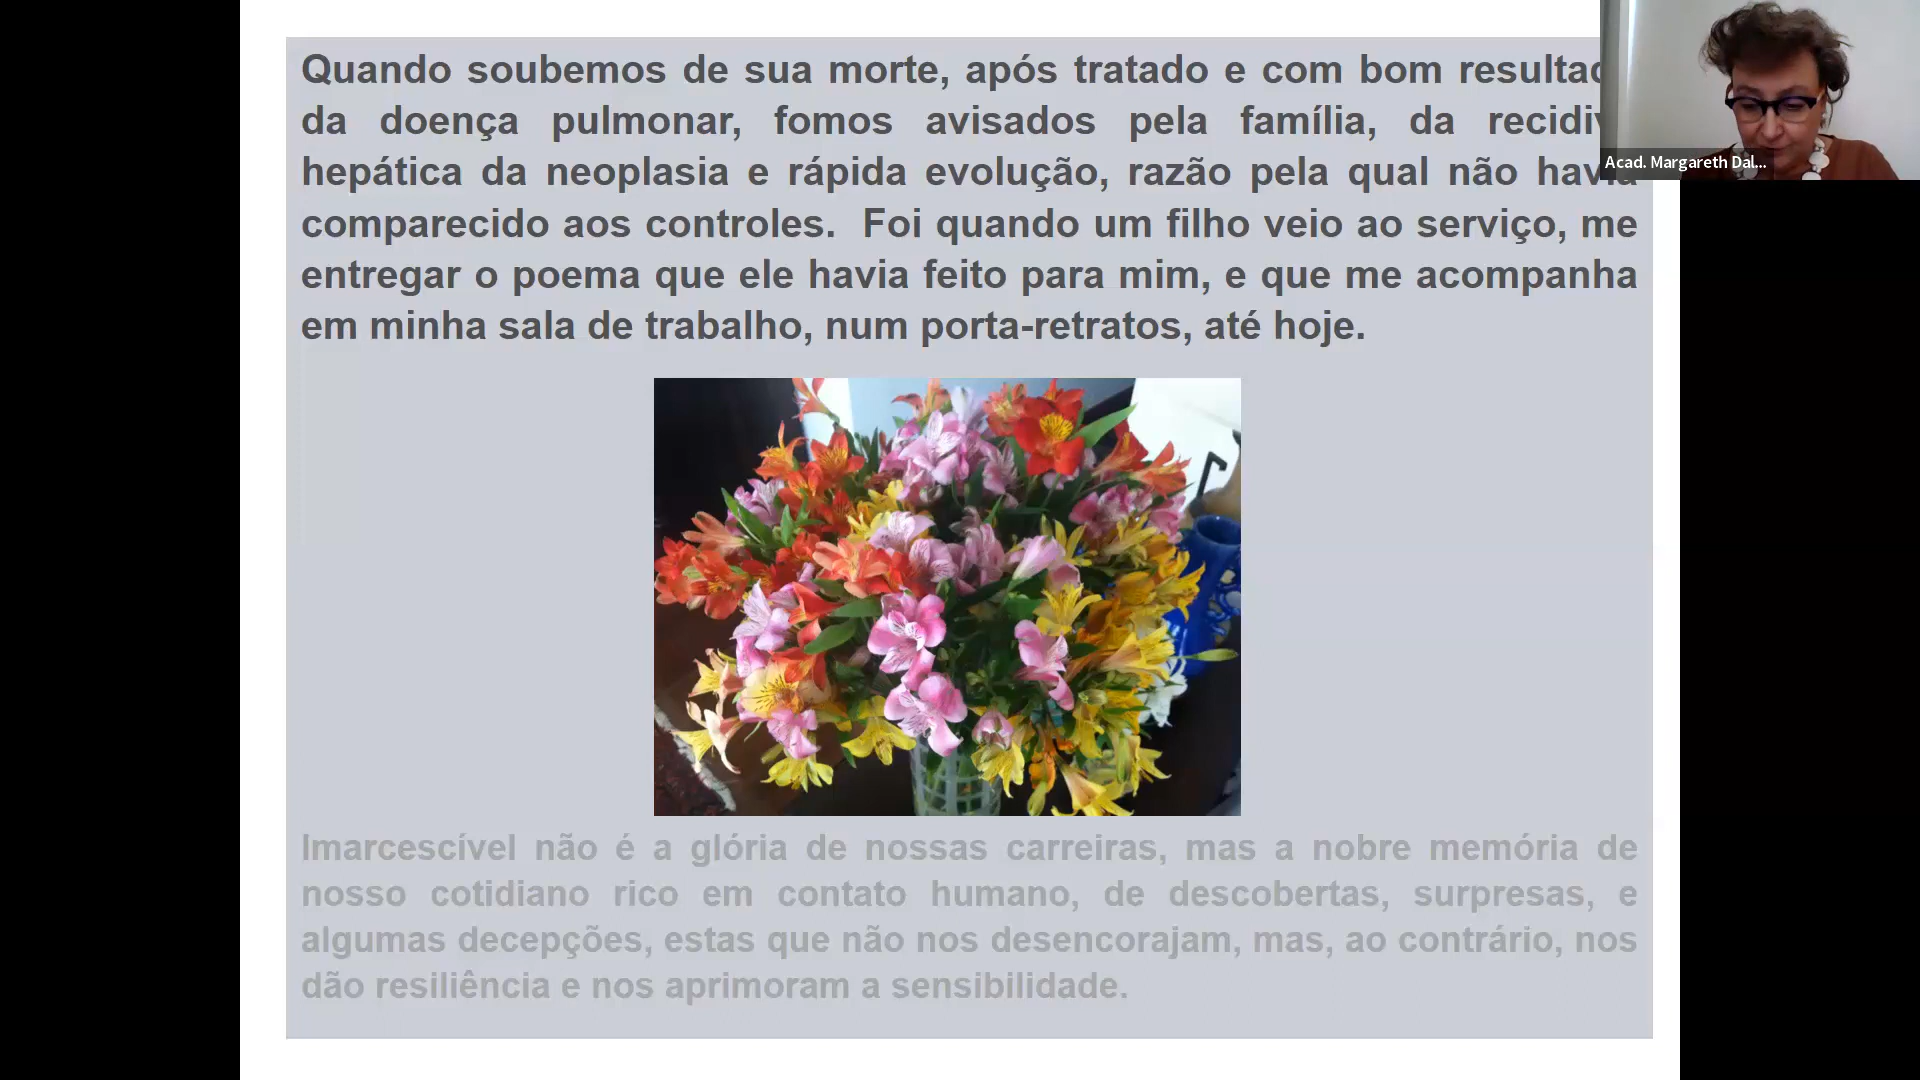 Quando soubemos de sua morte, após tratado e com bom
da doença pulmonar, fomos avisados pela família, da
hepática da neoplasia e rápida evolução, razão pela qual não havia
comparecido aos controles. Foi quando um filho veio ao serviço, me
entregar o poema que ele havia feito para mim, e que me acompanha
em minha sala de trabalho, num porta-retratos, até hoje.
Imarcescível não é a glória de nossas carreiras, mas a nobre memória de
nosso cotidiano rico em contato humano, de descobertas, surpresas, e
algumas decepções, estas que não nos desencorajam, mas, ao contrário, nos
dão resiliência e nos aprimoram a sensibilidade.
Acad. Margareth Dal...